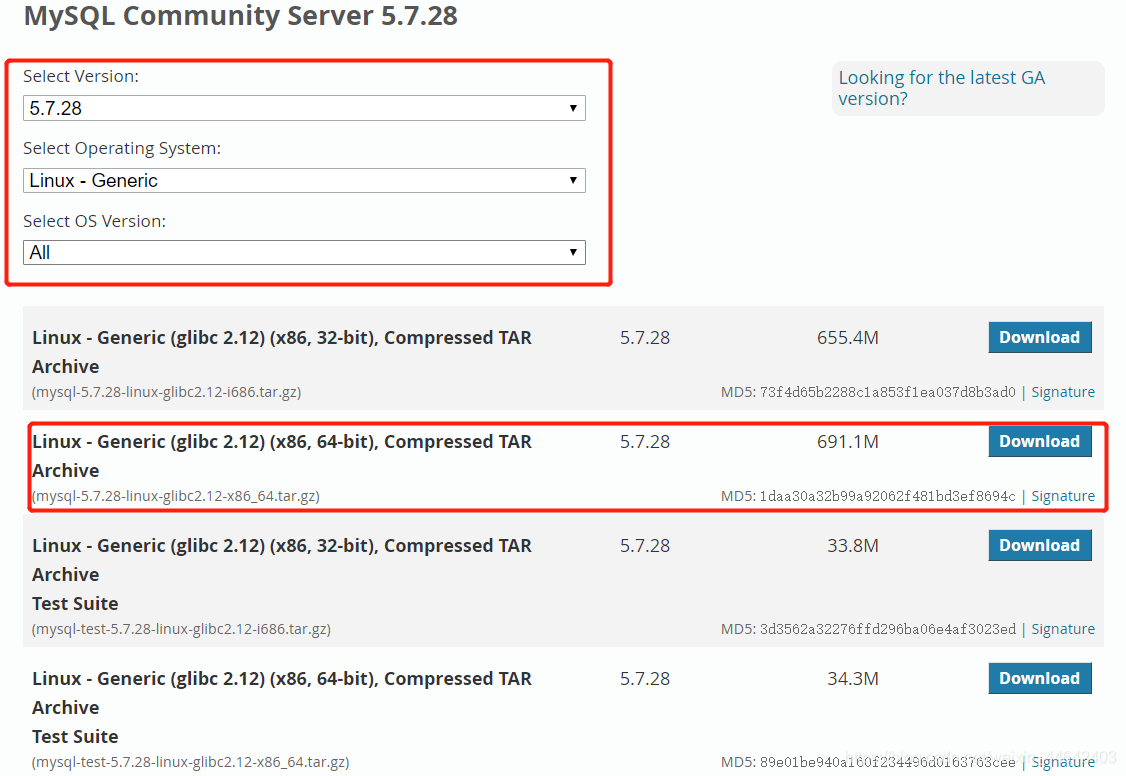 MySQL Community Server 5.7.28
Select Version:
5.7.28
Looking for the latest GA
version?
Select Operating System:
Linux - Generic
Select OS Version:
All
Linux - Generic (glibc 2.12) (x86, 32-bit), Compressed TAR 5.7.28 655.4M Download
Archive
(mysql-5.7.28-linux-glibc2.12-i686.tar.gz) MD5: 73f4d65b2288c1a853f1ea037d8b3ad0 | Signature
Linux - Generic (glibc 2.12) (x86, 64-bit), Compressed TAR 5.7.28 691.1M Download
Archive
(mysql-5.7.28-linux-glibc2.12-x86_64.tar.gz) MD5: 1daa30a32b99a92062f481bd3ef8694c | Signature
Linux - Generic (glibc 2.12) (x86, 32-bit), Compressed TAR 5.7.28 33.8M Download
Archive
Test Suite
(mysql-test-5.7.28-linux-glibc2.12-i686.tar.gz) MD5: 3d3562a32276ffd296ba06e4af3023ed | Signature
Linux - Generic (glibc 2.12) (x86, 64-bit), Compressed TAR 5.7.28 34.3M Download
Archive
Test Suite
(mysql-test-5.7.28-linux-glibc2.12-x86_64.tar.gz) MD5: | Signature